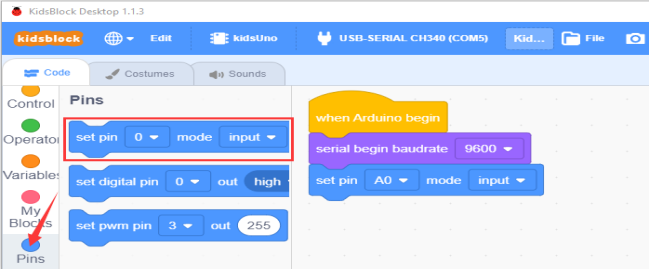 KidsBlock Desktop 1.1.3
kidsblock Edit kidsUno USB-SERIAL CH340 (COM5) Kid... File
Code Costumes Sounds
Control
Operator
Variables
My
Blocks
Pins
Pins
set pin 0 mode input
set digital pin 0 out high
set pwm pin 3 out 255
when Arduino begin
serial begin baudrate 9600
set pin A0 mode input